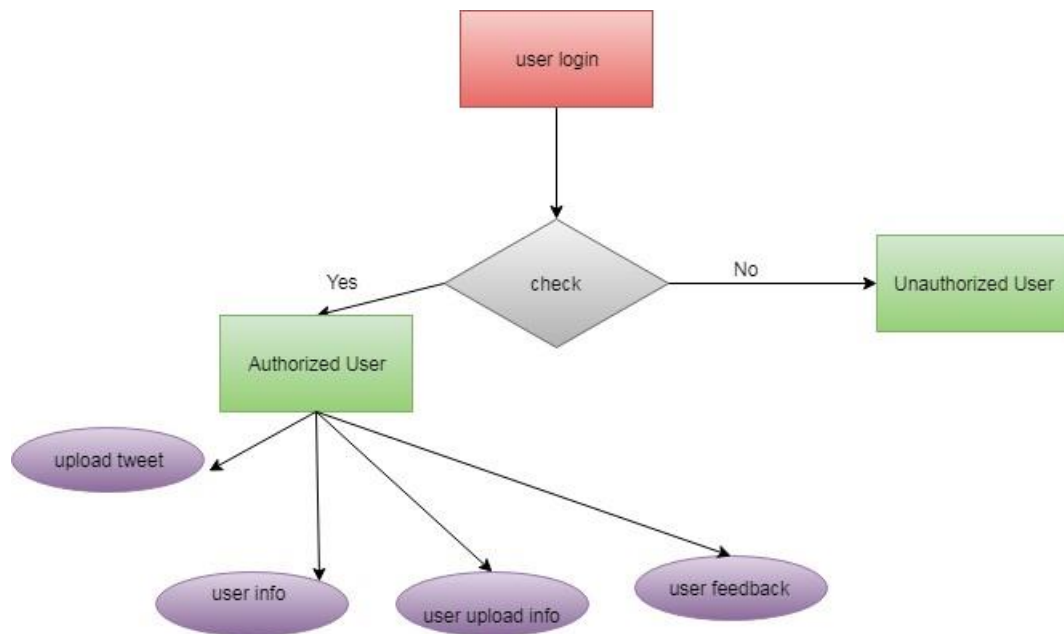 user login
check
Yes
No
Unauthorized User
Authorized User
upload tweet
user info
user upload info
user feedback